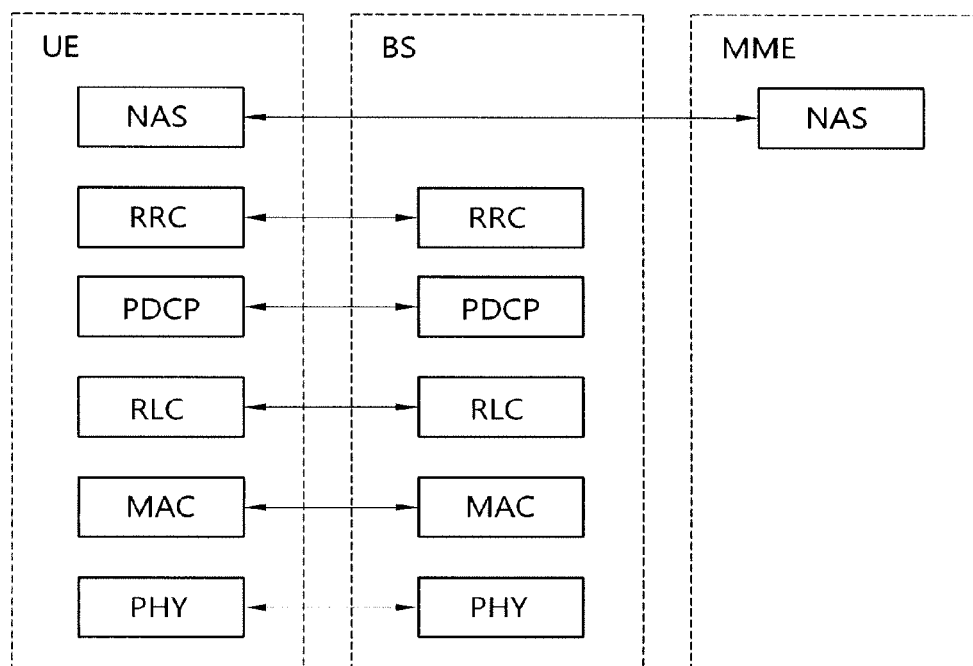 UE BS MME
NAS NAS
RRC RRC
PDCP PDCP
RLC RLC
MAC MAC
PHY PHY